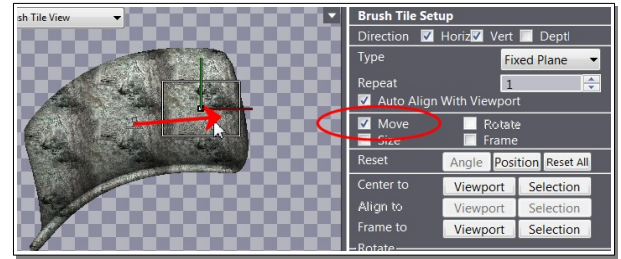 sh Tile View
Brush Tile Setup
Direction Horiz Vert Deptl
Type Fixed Plane
Repeat 1
Auto Align With Viewport
Move Rotate
Size Frame
Reset Angle Position Reset All
Center to Viewport Selection
Align to Viewport Selection
Frame to Viewport Selection
Rotate